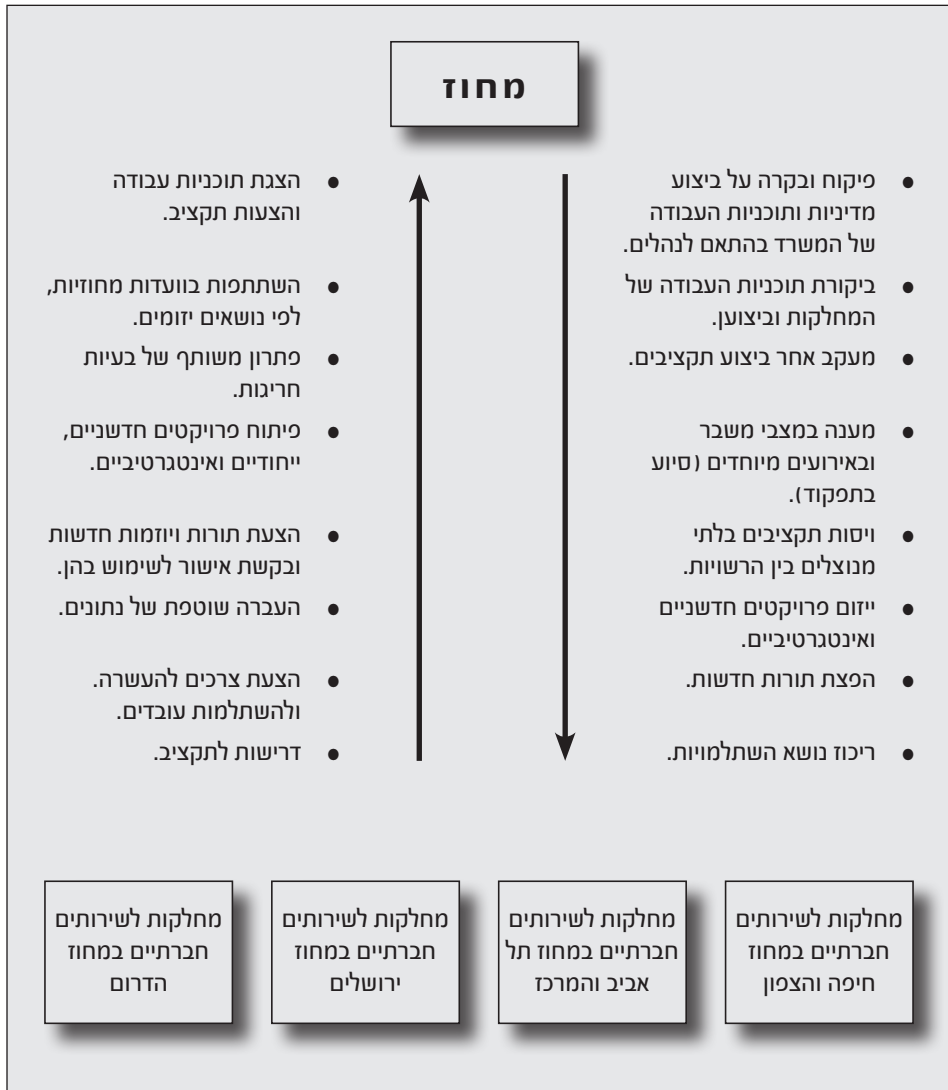 מחוז
פיקוח ובקרה על ביצוע
מדיניות ותוכניות העבודה
של המשרד בהתאם לנהלים.
ביקורת תוכניות העבודה של
המחלקות וביצוען.
מעקב אחר ביצוע תקציבים.
מענה במצבי משבר
ובאירועים מיוחדים (סיוע
בתפקוד).
ויסות תקציבים בלתי
מנוצלים בין הרשויות.
ייזום פרויקטים חדשניים
ואינטגרטיביים.
הפצת תורות חדשות.
ריכוז נושא השתלמויות.
הצגת תוכניות עבודה
והצעות תקציב.
השתתפות בוועדות מחוזיות,
לפי נושאים יזומים.
פתרון משותף של בעיות
חריגות.
פיתוח פרויקטים חדשניים,
ייחודיים ואינטגרטיביים.
הצעת תורות ויוזמות חדשות
ובקשת אישור לשימוש בהן.
העברה שוטפת של נתונים.
הצעת צרכים להעשרה.
ולהשתלמות עובדים.
דרישות לתקציב.
מחלקות לשירותים
חברתיים במחוז
חיפה והצפון
מחלקות לשירותים
חברתיים במחוז תל
אביב והמרכז
מחלקות לשירותים
חברתיים במחוז
ירושלים
מחלקות לשירותים
חברתיים במחוז
הדרום